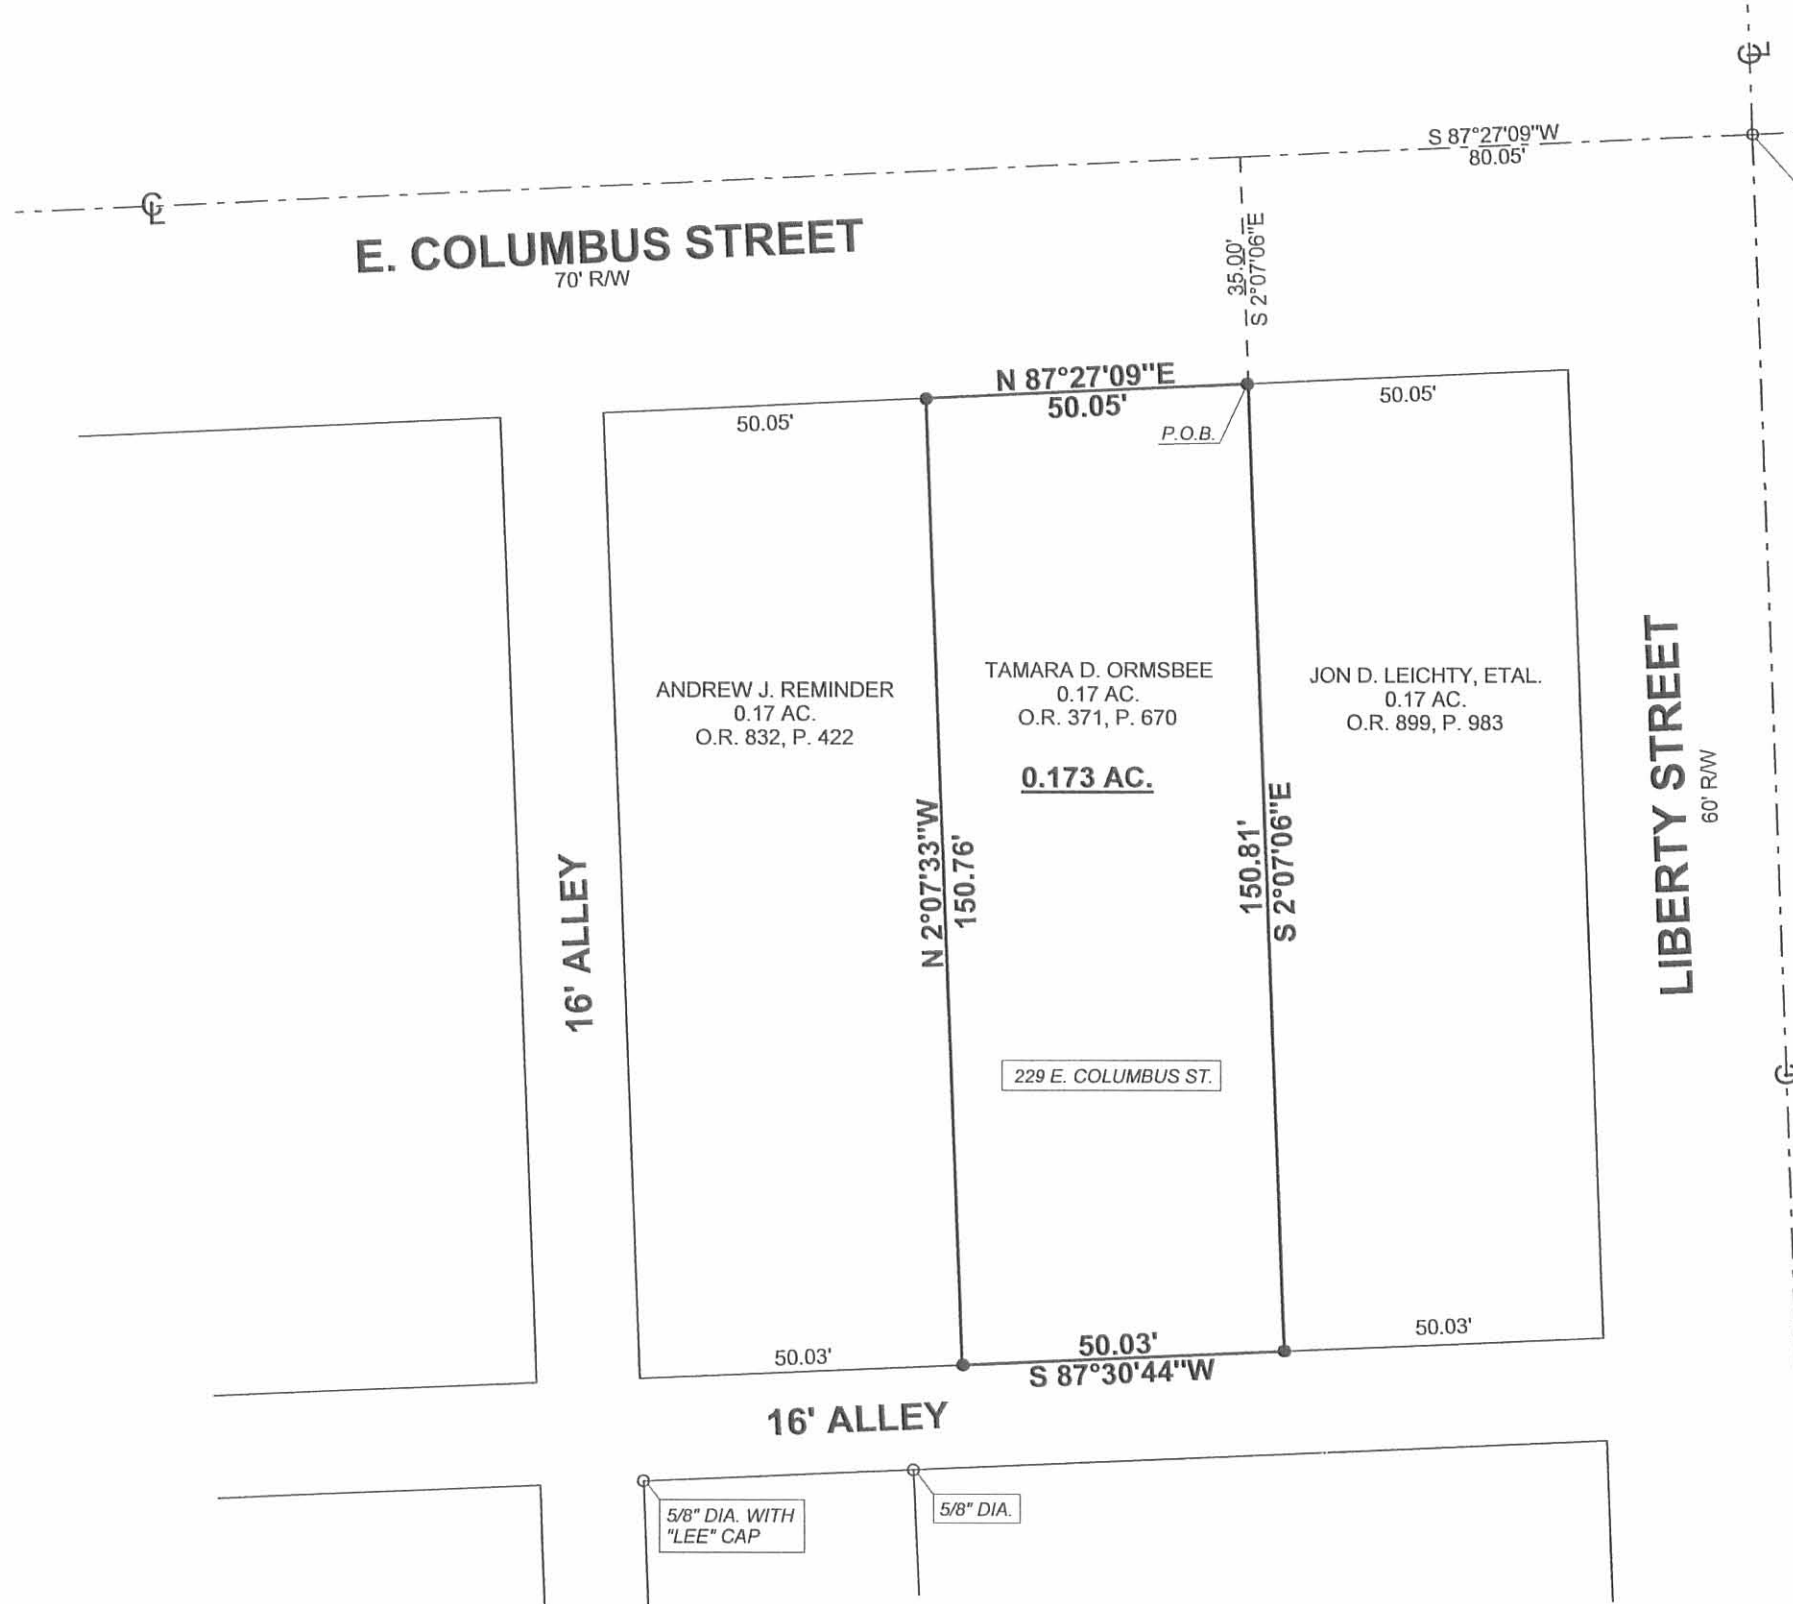 S 87°27'09"W
80.05'
E. COLUMBUS STREET
70' R/W
35.00'
S 2°07'06"E
N 87°27'09"E
50.05'
50.05'
50.05'
P.O.B.
ANDREW J. REMINDER
0.17 AC.
O.R. 832, P. 422
TAMARA D. ORMSBEE
0.17 AC.
O.R. 371, P. 670
0.173 AC.
JON D. LEICHTY, ETAL.
0.17 AC.
O.R. 899, P. 983
LIBERTY STREET
60' R/W
16' ALLEY
N 2°07'33"W
150.76'
150.81'
S 2°07'06"E
229 E. COLUMBUS ST.
50.03'
50.03'
S 87°30'44"W
50.03'
16' ALLEY
5/8" DIA. WITH
"LEE" CAP
5/8" DIA.